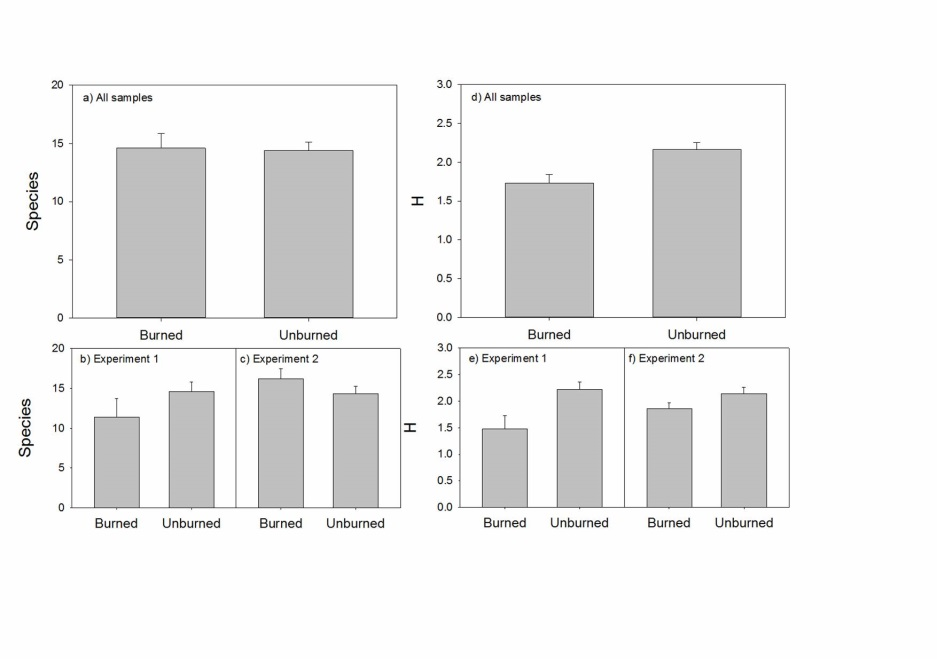 a) All samples
20
15
10
5
0
Species
Burned Unburned
d) All samples
3.0
2.5
2.0
1.5
1.0
0.5
0.0
H
Burned Unburned
b) Experiment 1
c) Experiment 2
20
15
10
5
0
Species
Burned Unburned Burned Unburned
e) Experiment 1
f) Experiment 2
3.0
2.5
2.0
1.5
1.0
0.5
0.0
H
Burned Unburned Burned Unburned